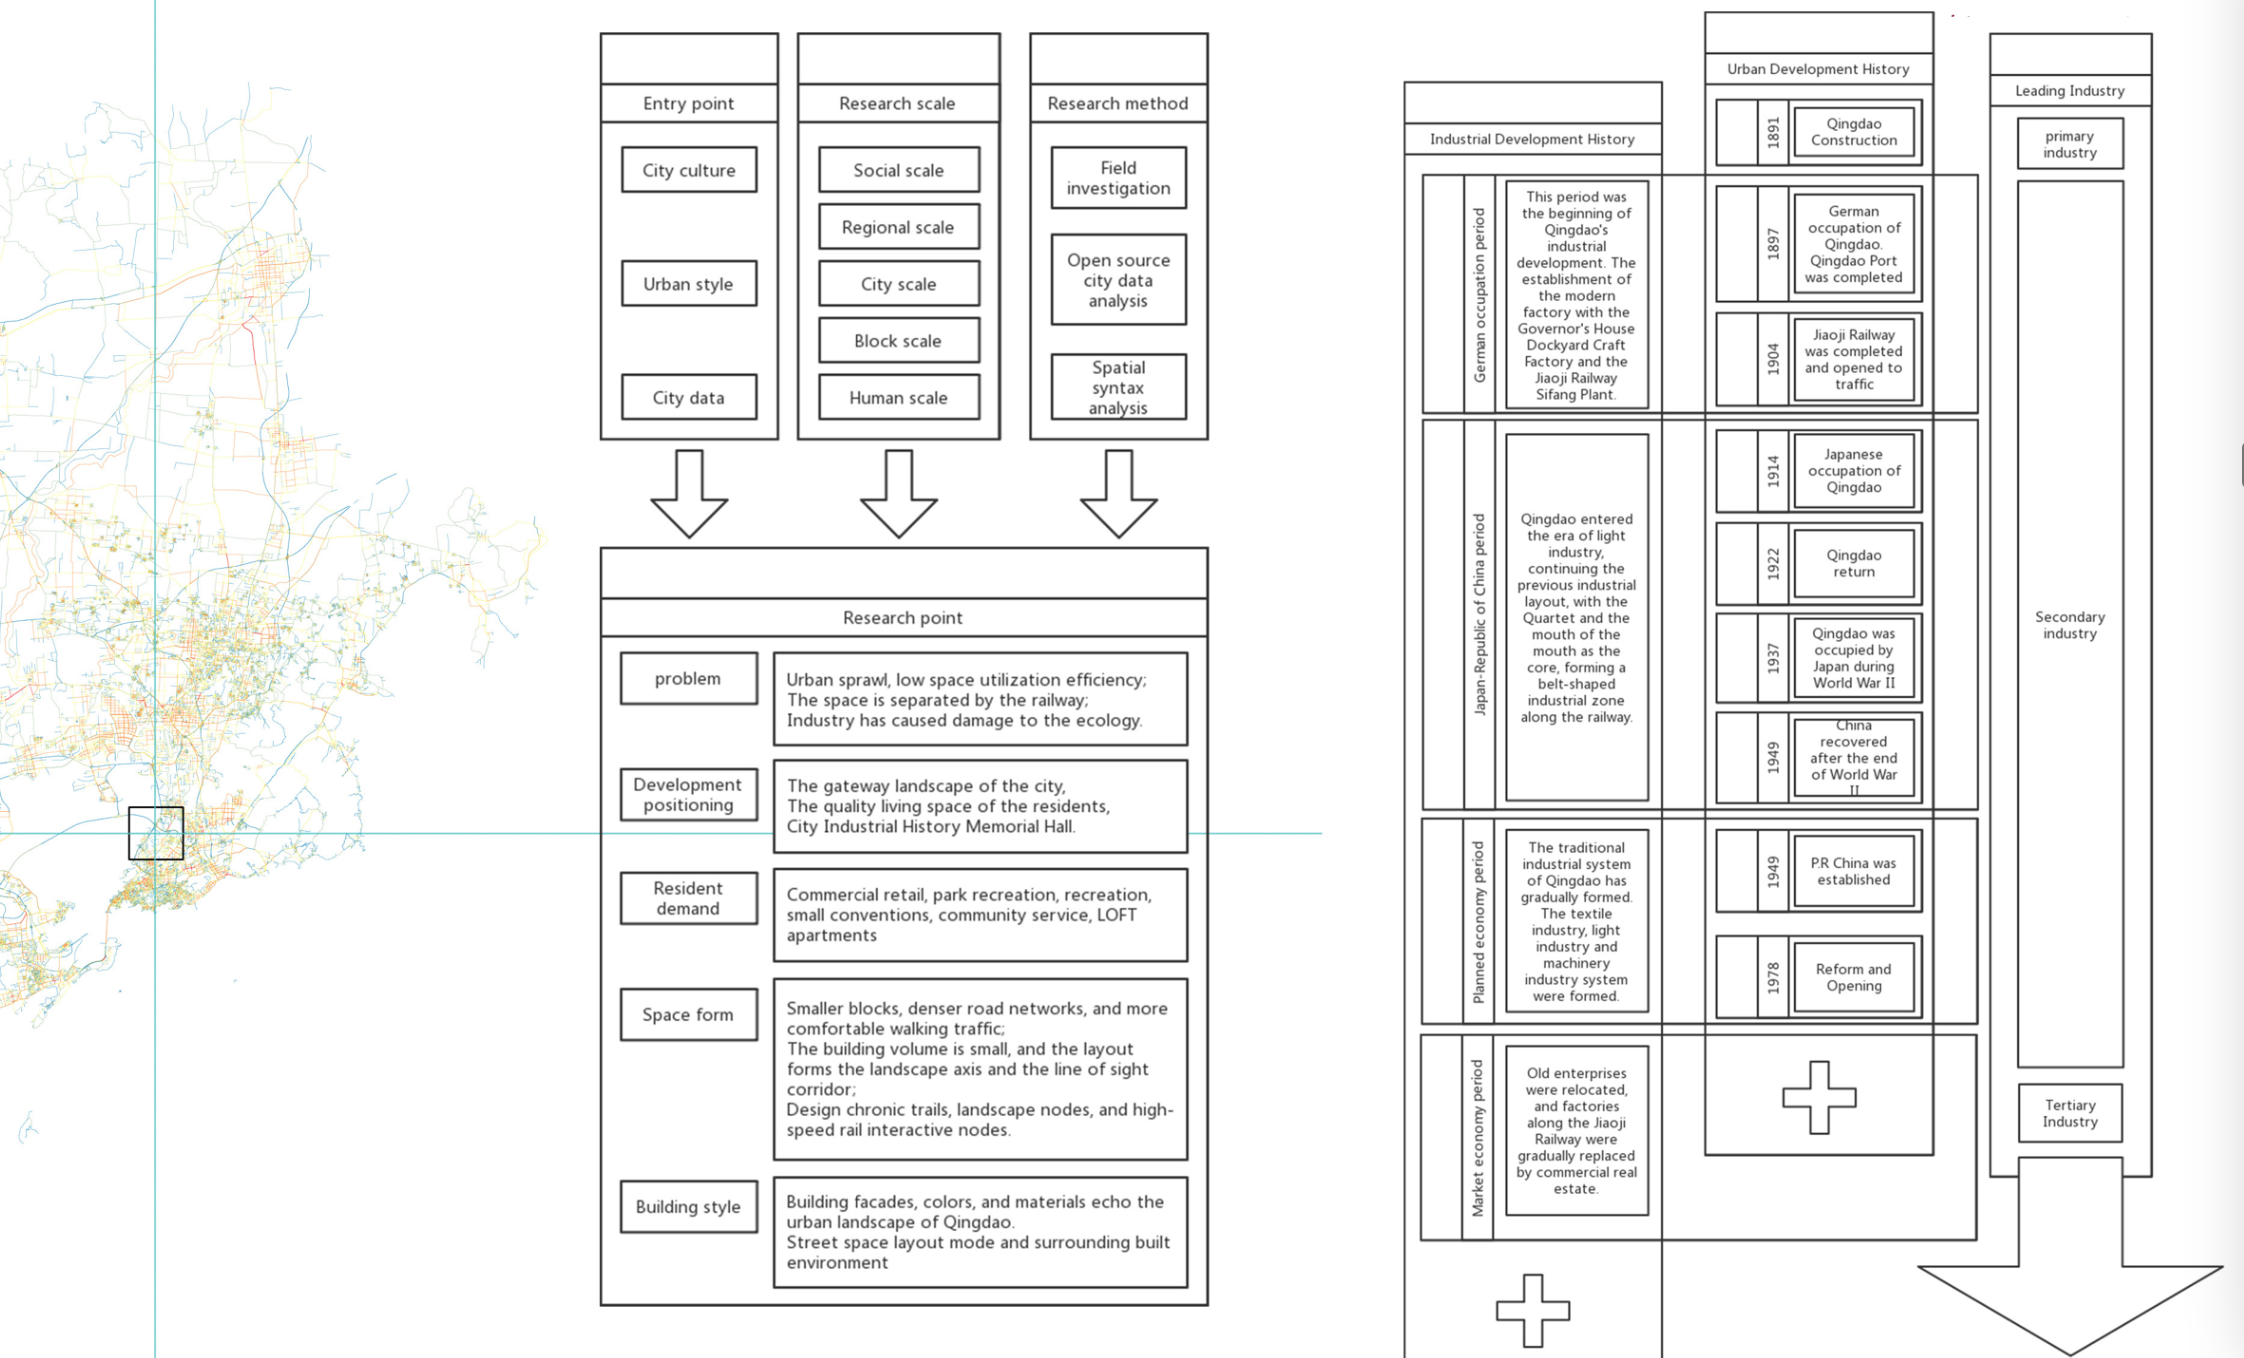 Entry point
City culture
Urban style
City data
Research scale
Social scale
Regional scale
City scale
Block scale
Human scale
Research method
Field
investigation
Open source
city data
analysis
Spatial
syntax
analysis
Research point
problem
Urban sprawl, low space utilization efficiency;
The space is separated by the railway;
Industry has caused damage to the ecology.
Development
positioning
The gateway landscape of the city,
The quality living space of the residents,
City Industrial History Memorial Hall.
Resident
demand
Commercial retail, park recreation, recreation,
small conventions, community service, LOFT
apartments
Space form
Smaller blocks, denser road networks, and more
comfortable walking traffic;
The building volume is small, and the layout
forms the landscape axis and the line of sight
corridor;
Design chronic trails, landscape nodes, and high-
speed rail interactive nodes.
Building style
Building facades, colors, and materials echo the
urban landscape of Qingdao.
Street space layout mode and surrounding built
environment
Industrial Development History
German occupation period
This period was
the beginning of
Qingdao's
industrial
development. The
establishment of
the modern
factory with the
Governor's House
Dockyard Craft
Factory and the
Jiaoji Railway
Sifang Plant.
Japan-Republic of China period
Qingdao entered
the era of light
industry,
continuing the
previous industrial
layout, with the
Quartet and the
mouth of the
mouth as the
core, forming a
belt-shaped
industrial zone
along the railway.
Planned economy period
The traditional
industrial system
of Qingdao has
gradually formed.
The textile
industry, light
industry and
machinery
industry system
were formed.
Market economy period
Old enterprises
were relocated,
and factories
along the Jiaoji
Railway were
gradually replaced
by commercial real
estate.
Urban Development History
1891
Qingdao
Construction
1897
German
occupation of
Qingdao.
Qingdao Port
was completed
1904
Jiaoji Railway
was completed
and opened to
traffic
1914
Japanese
occupation of
Qingdao
1922
Qingdao
return
1937
Qingdao was
occupied by
Japan during
World War II
1949
China
recovered
after the end
of World War
II
1949
P.R China was
established
1978
Reform and
Opening
Leading Industry
primary
industry
Secondary
industry
Tertiary
Industry